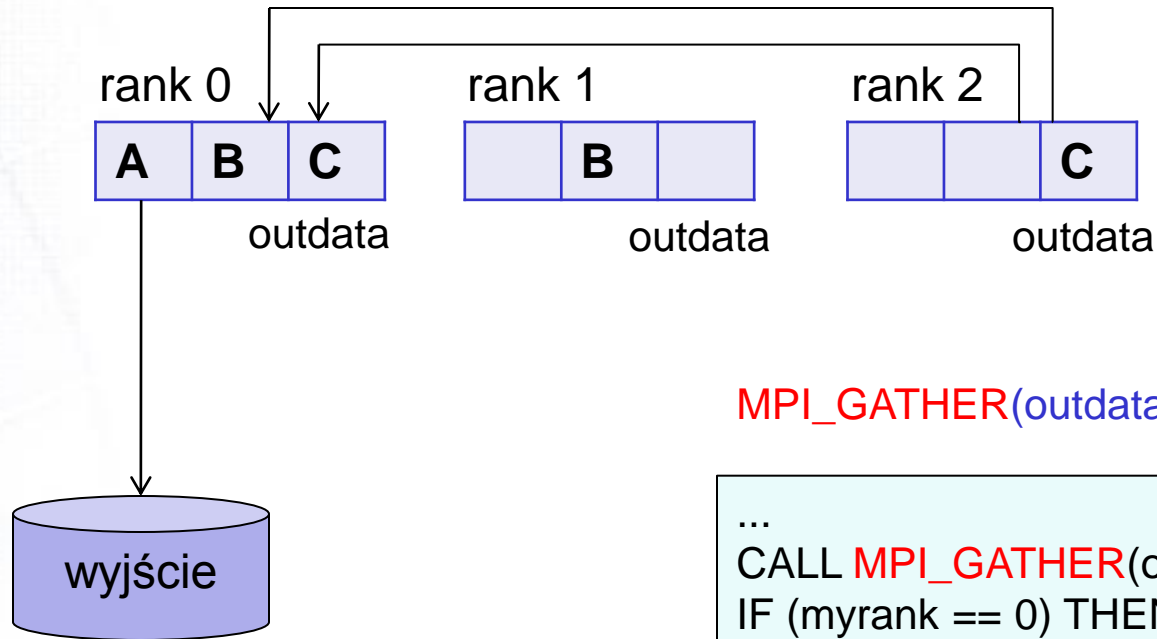 rank 0 rank 1 rank 2
A B C B C
outdata outdata outdata
MPI_GATHER(outdata
wyjście
...
CALL MPI_GATHER(o
IF (myrank == 0) THEN